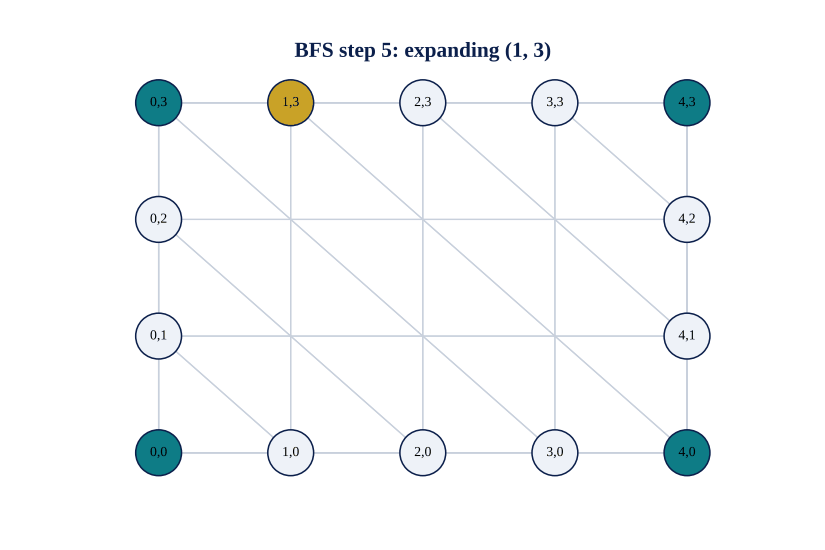 BFS step 5: expanding (1, 3)
0,3 1,3 2,3 3,3 4,3
0,2 4,2
0,1 4,1
0,0 1,0 2,0 3,0 4,0